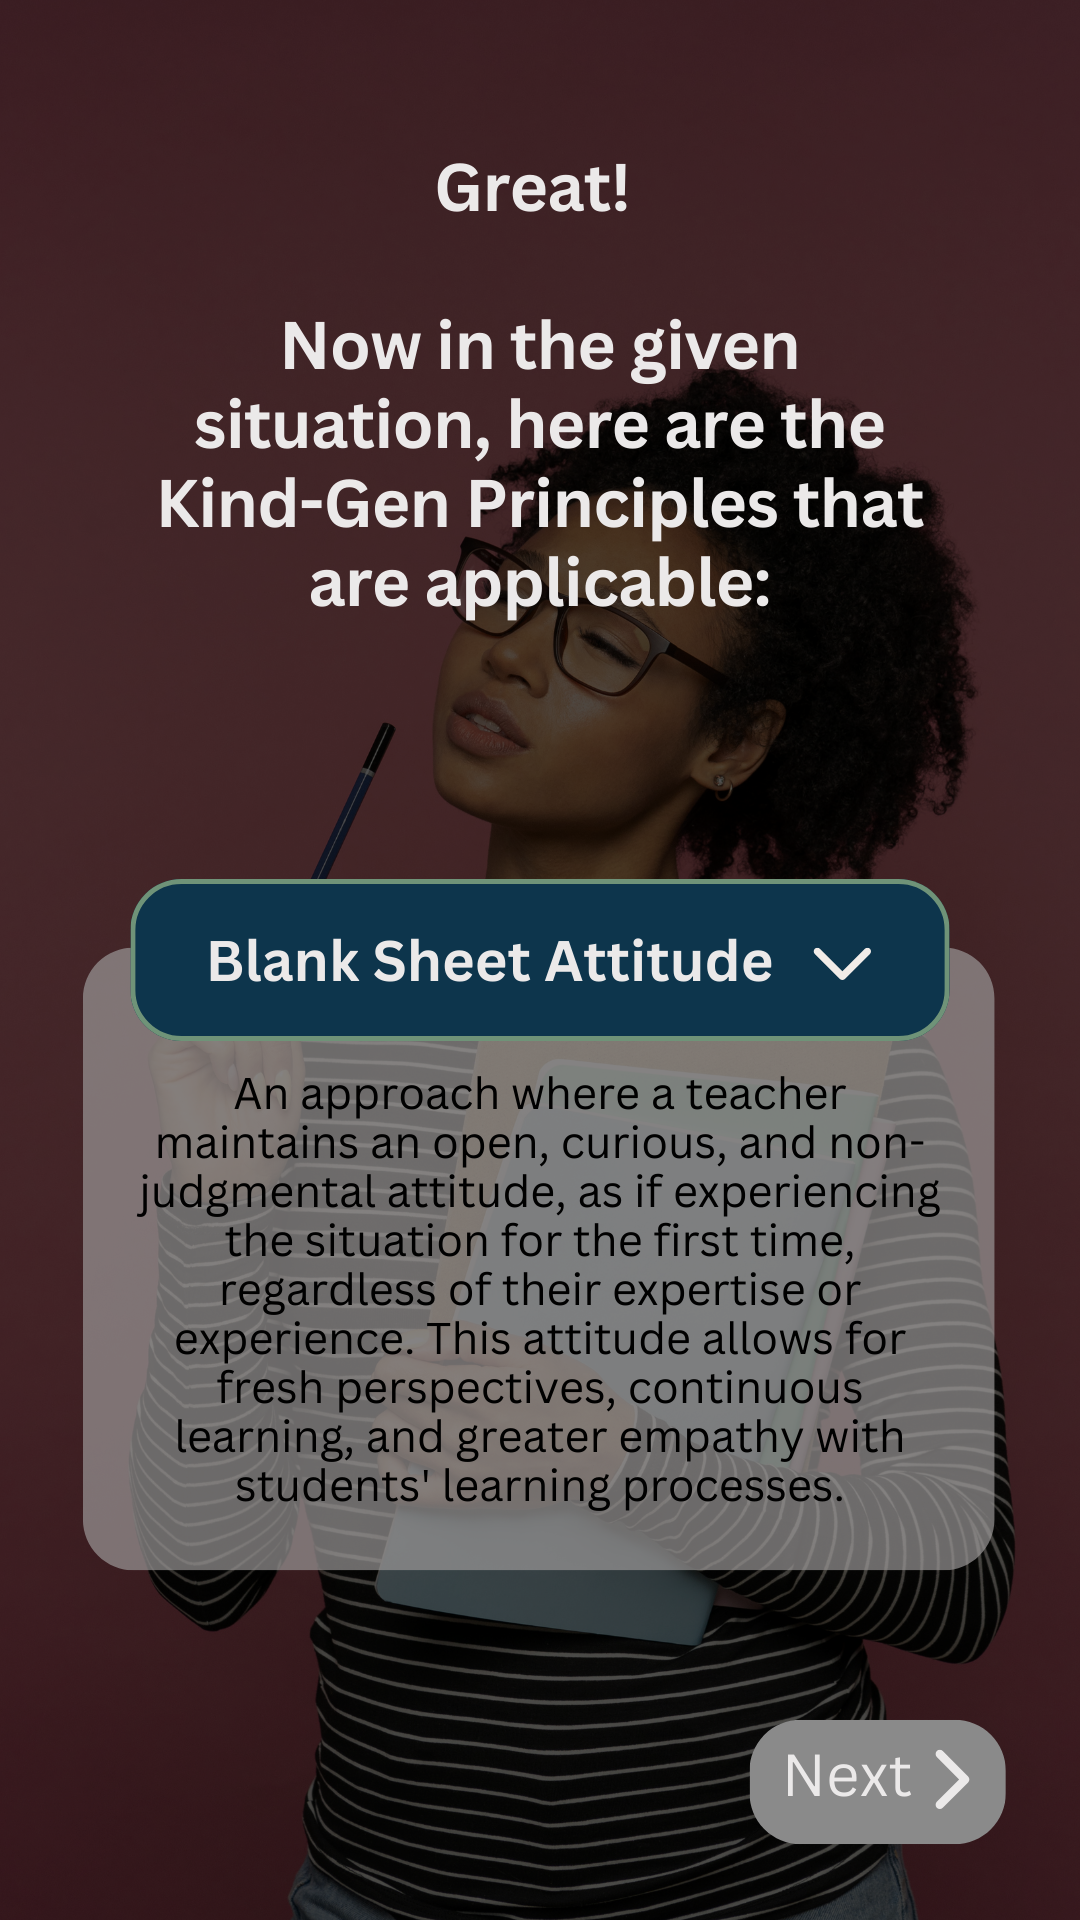 Great!
Now in the given
situation, here are the
Kind-Gen Principles that
are applicable:
Blank Sheet Attitude
An approach where a teacher
maintains an open, curious, and non-
judgmental attitude, as if experiencing
the situation for the first time,
regardless of their expertise or
experience. This attitude allows for
fresh perspectives, continuous
learning, and greater empathy with
students' learning processes.
Next